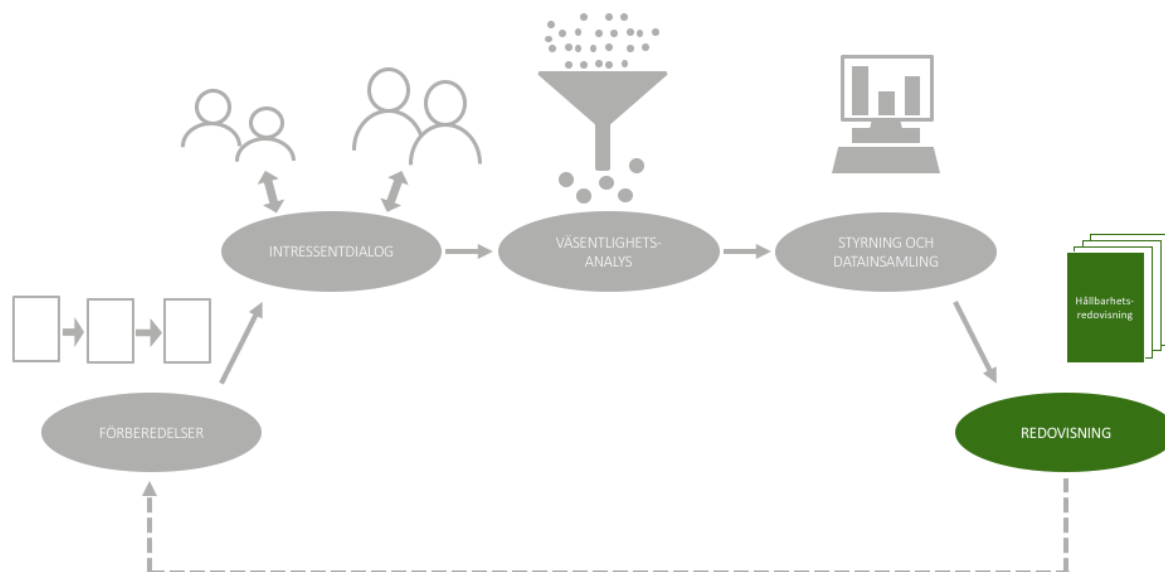 INTRESSENTDIALOG
VÄSENTLIGHETS-
ANALYS
STYRNING OCH
DATAINSAMLING
Hållbarhets-
redovisning
FÖRBEREDELSER
REDOVISNING